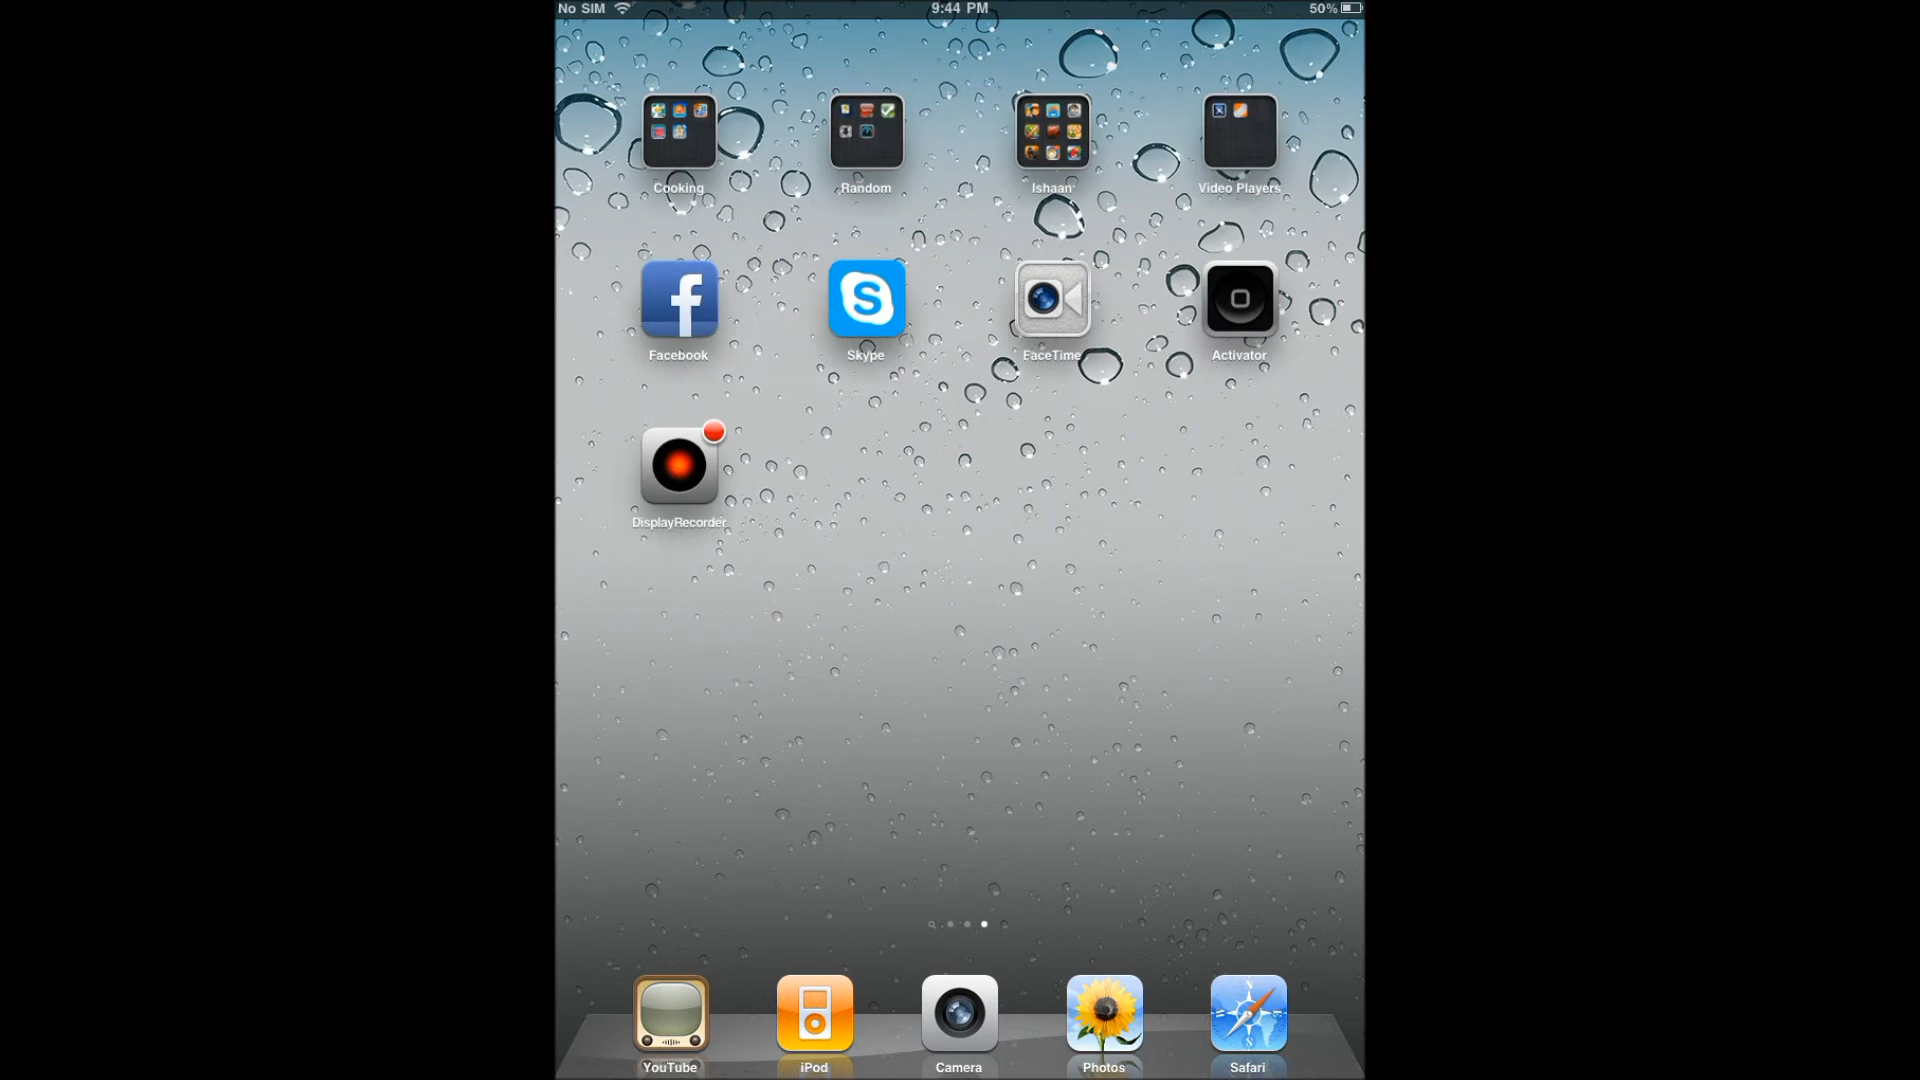 No SIM 9:44 PM 50%
Cooking Random Ishaan Video Players
Facebook Skype FaceTime Activator
DisplayRecorder
YouTube iPod Camera Photos Safari